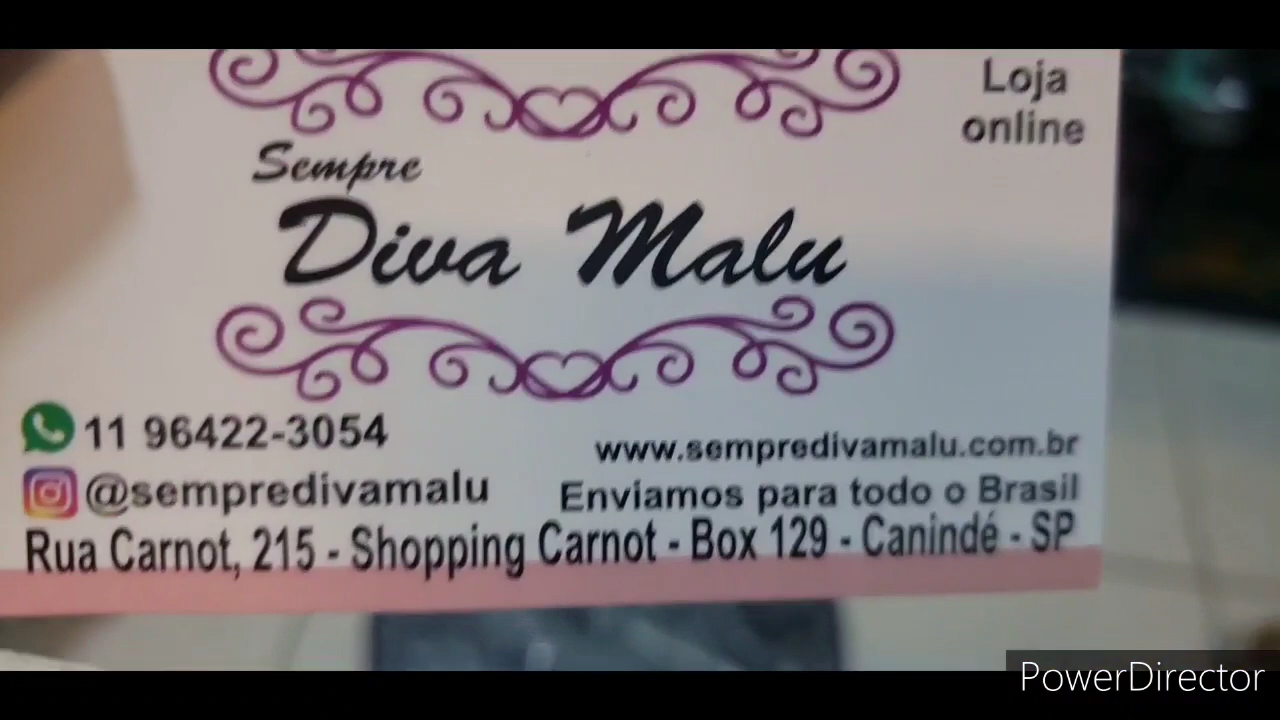 Loja
online
Sempre
Diva Malu
11 96422-3054
www.sempredivamalu.com.br
@sempredivamalu
Enviamos para todo o Brasil
Rua Carnot, 215 - Shopping Carnot - Box 129 - Canindé - SP
PowerDirector